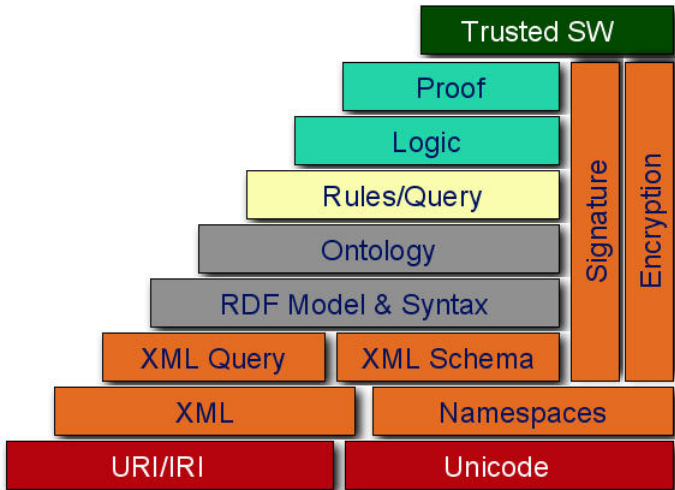 Trusted SW
Proof
Logic
Rules/Query
Ontology
RDF Model & Syntax
Signature
Encryption
XML Query
XML Schema
XML
Namespaces
URI/IRI
Unicode